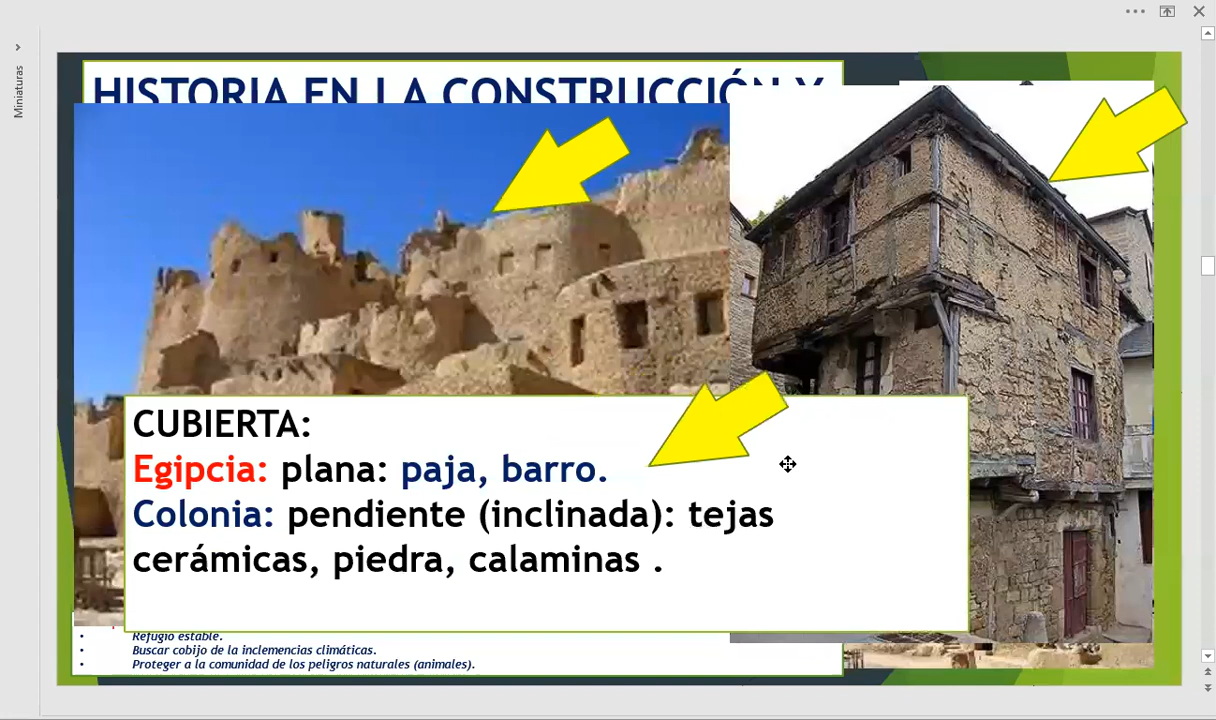 Miniaturas
HISTORIA EN LA CONSTRUCCIÓN Y
CUBIERTA:
Egipcia: plana: paja, barro.
Colonia: pendiente (inclinada): tejas
cerámicas, piedra, calaminas .
• Refugio estable.
• Buscar cobijo de la inclemencias climáticas.
• Proteger a la comunidad de los peligros naturales (animales).